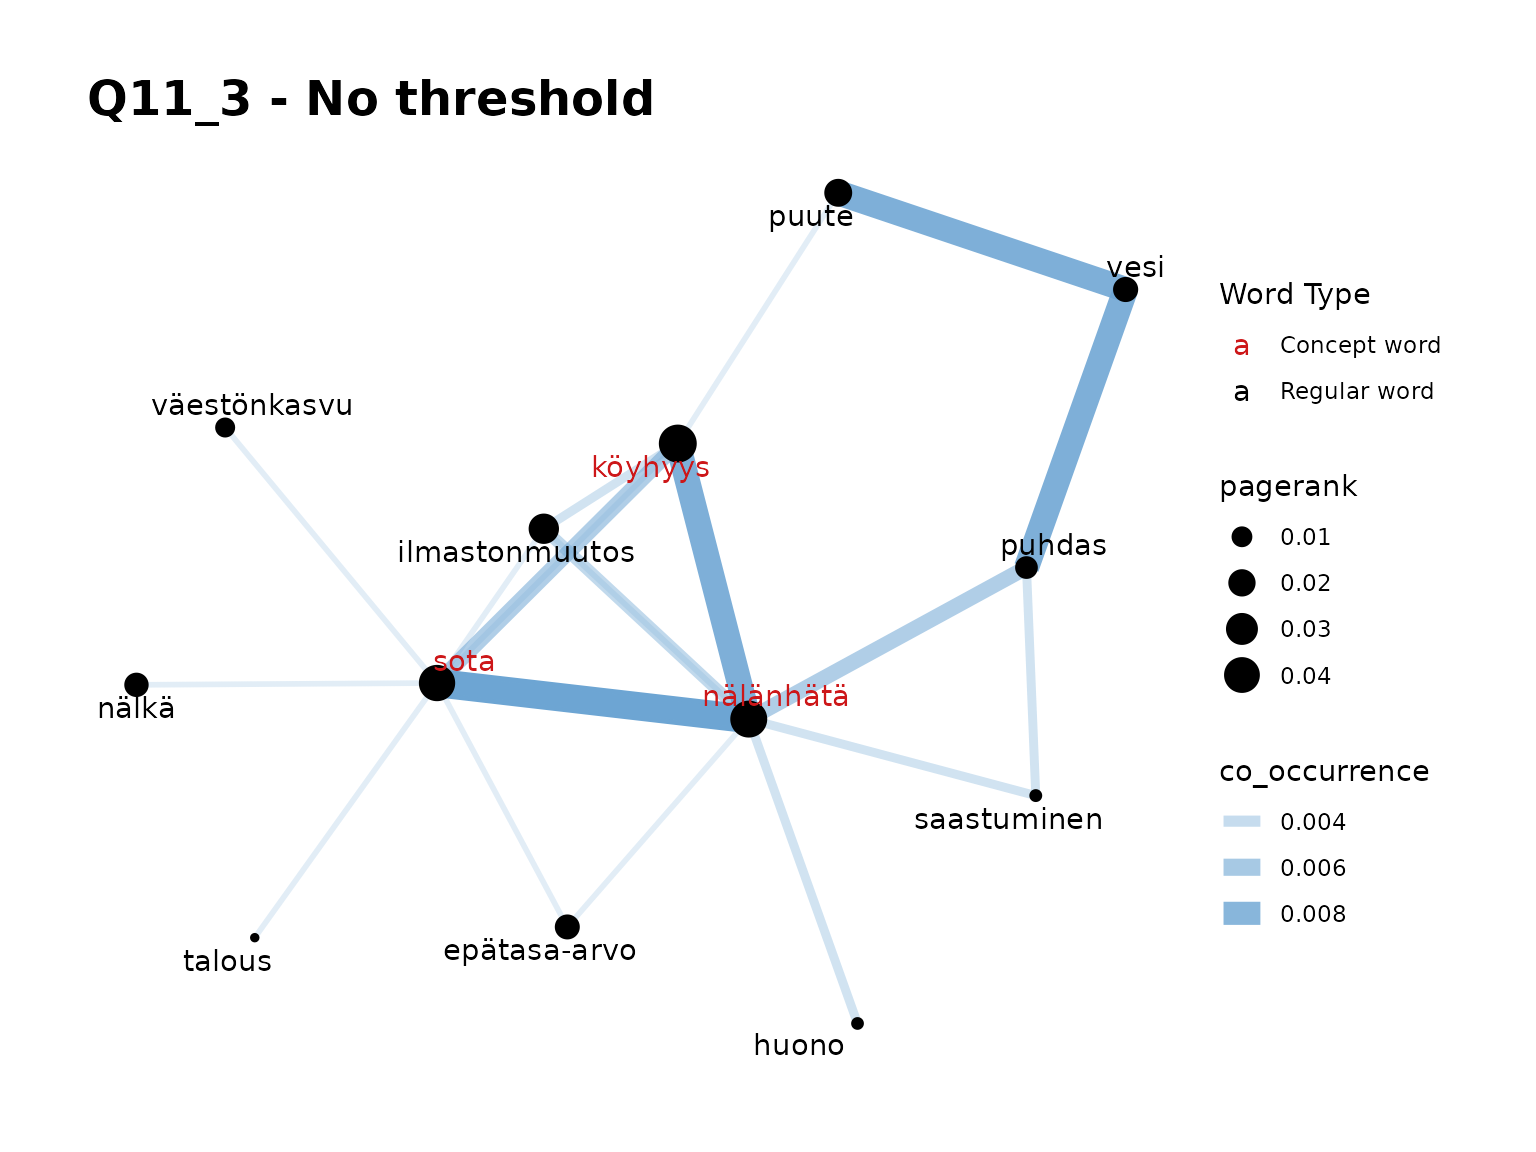 Q11_3 - No threshold
puute
vesi
väestönkasvu
köyhyys
ilmastonmuutos
puhdas
sota
nälänhätä
nälkä
saastuminen
talous
epätasa-arvo
huono
Word Type
a Concept word
a Regular word
pagerank
0.01
0.02
0.03
0.04
co_occurrence
0.004
0.006
0.008